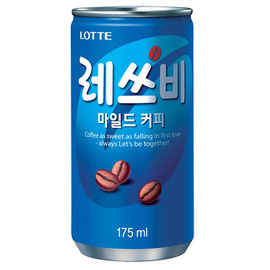 LOTTE
레쓰비
마일드 커피
Coffee as sweet as falling in first love
- always Let's be together!
175 ml